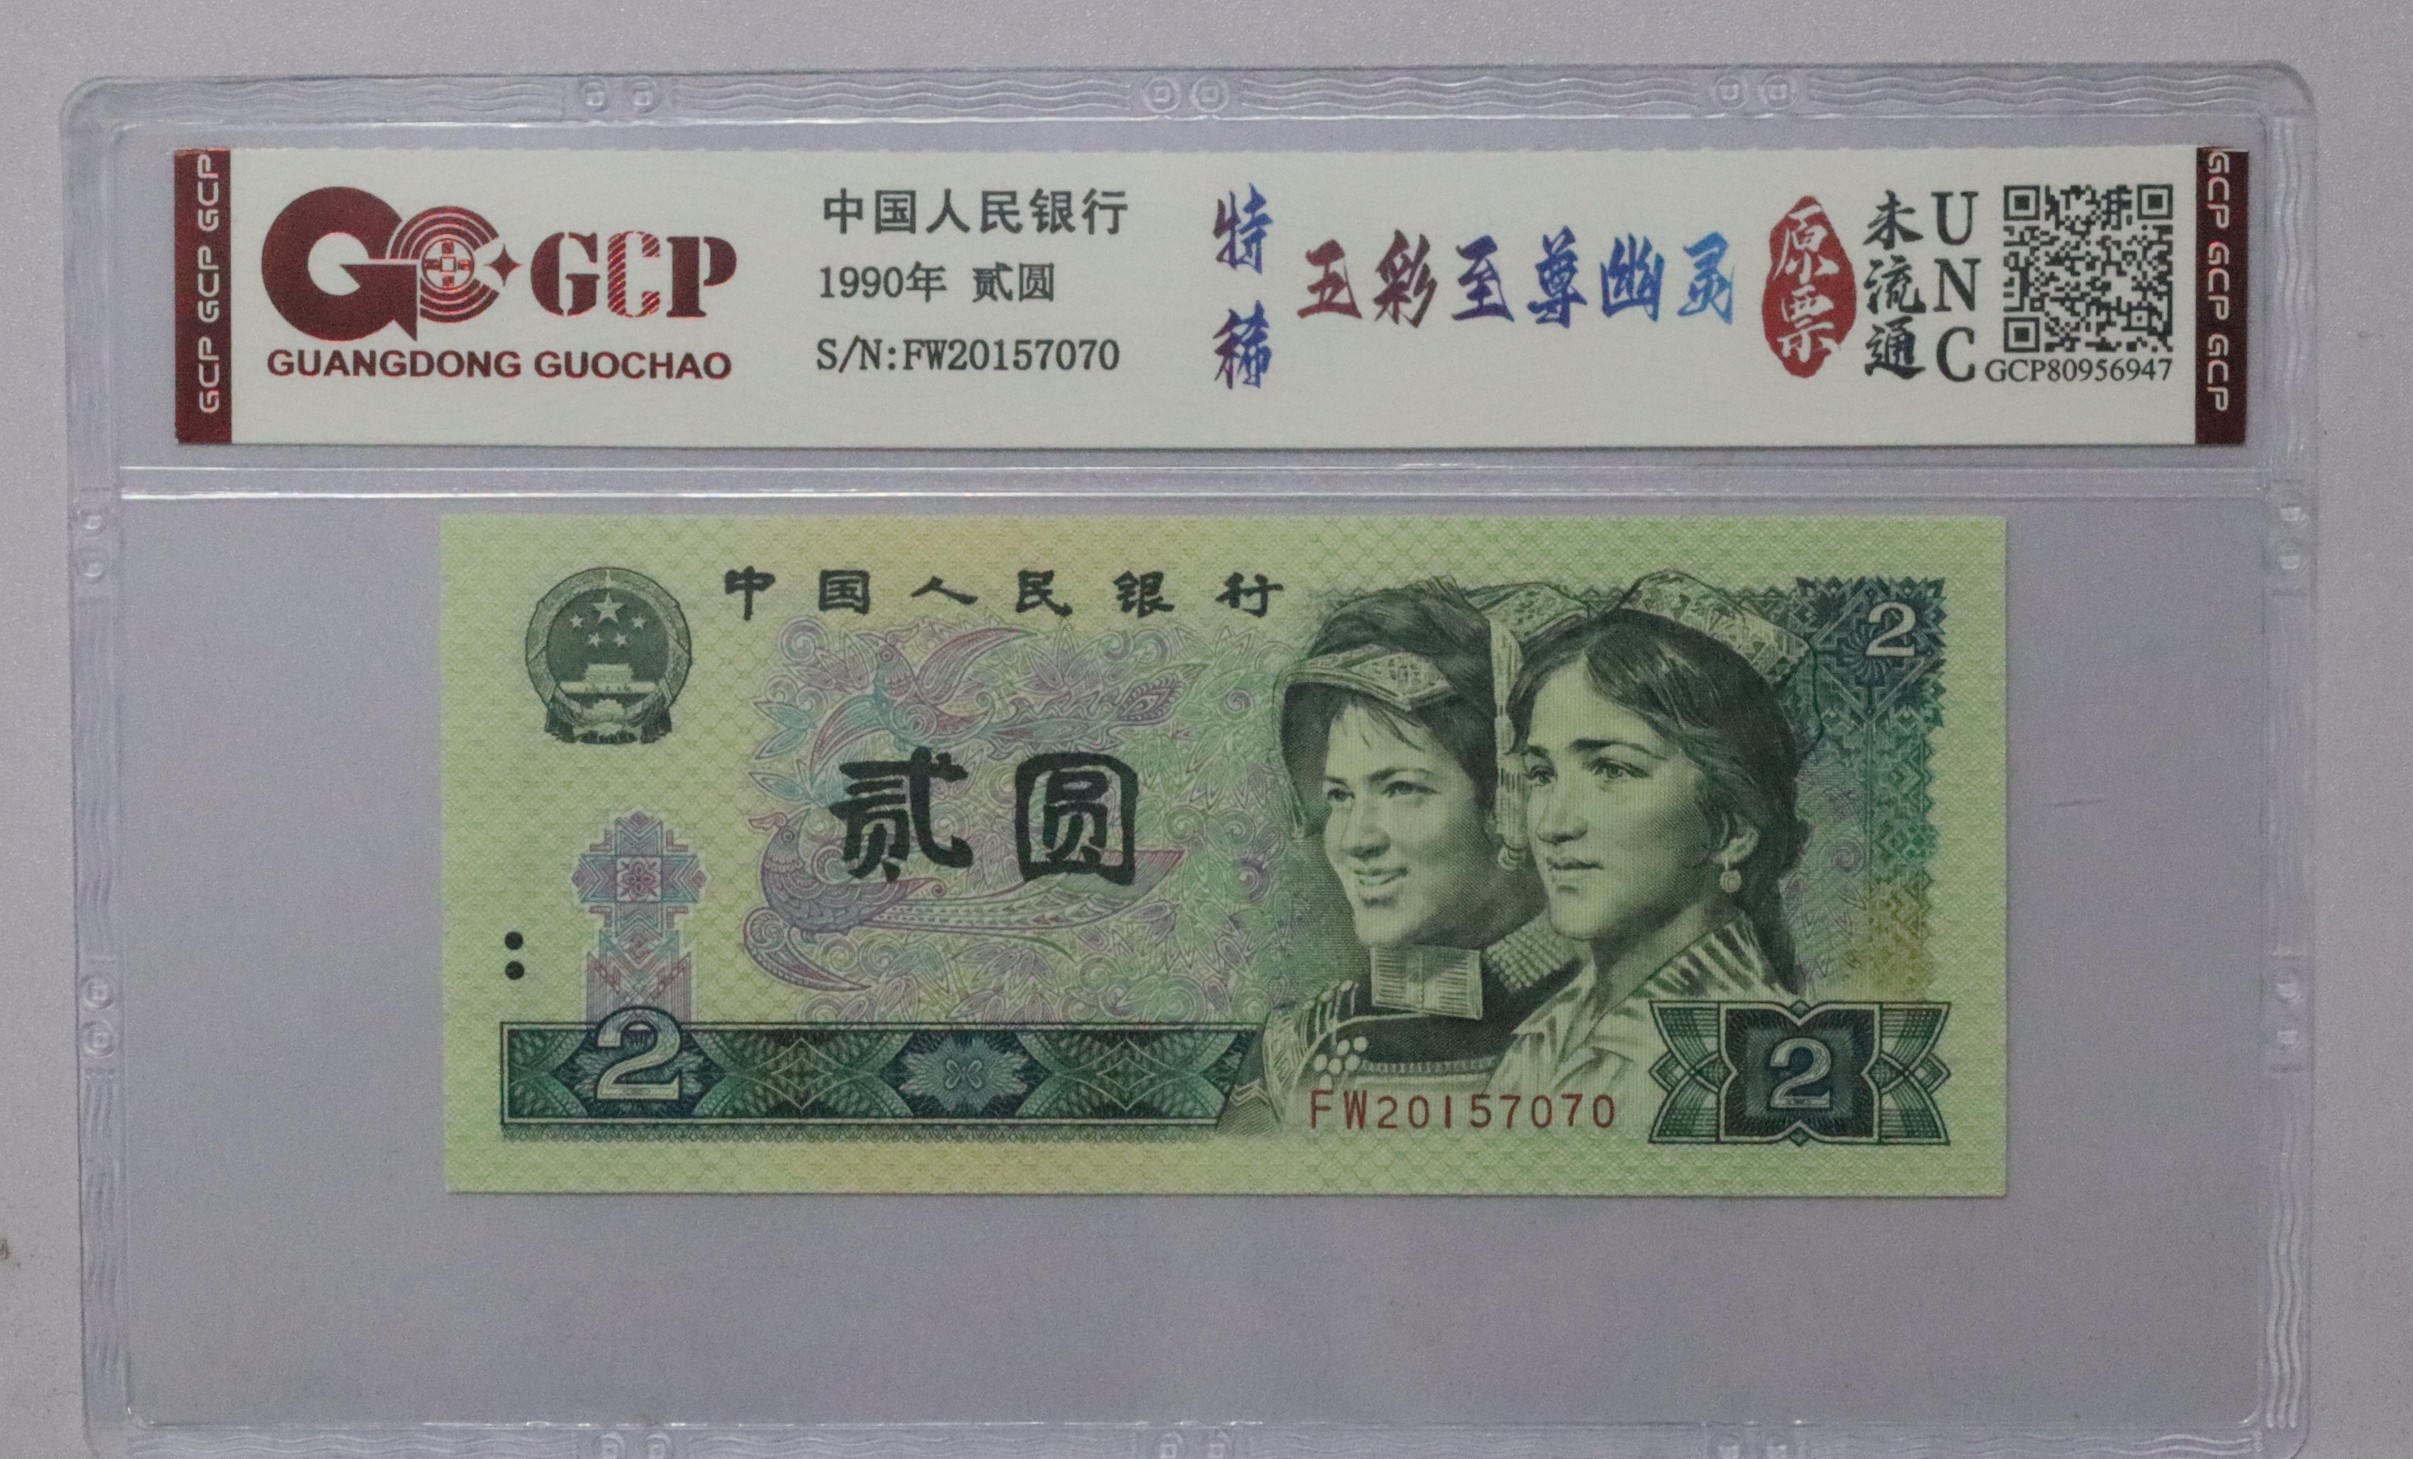 GCP GCP GCP
GCP
GUANGDONG GUOCHAO
中国人民银行
1990年 贰圆
S/N:FW20157070
特稀
五彩至尊幽灵
原票
未流通
UNC
GCP80956947
GCP GCP GCP
中国人民银行
2
贰圆
2
FW20157070
2